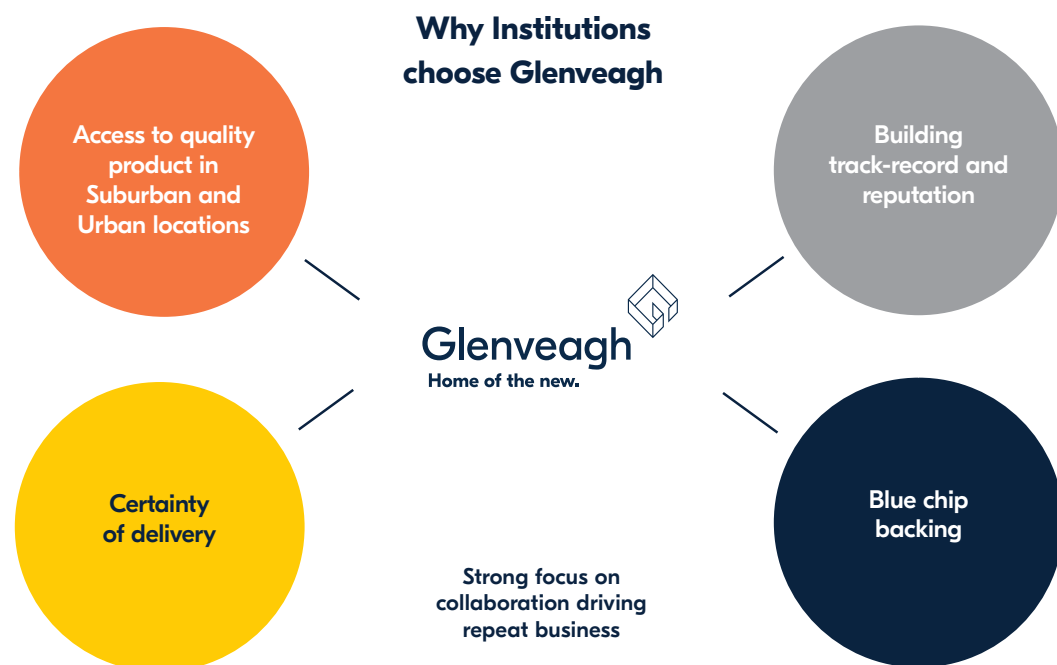 Why Institutions
choose Glenveagh
Access to quality
product in
Suburban and
Urban locations
Building
track-record and
reputation
Glenveagh
Home of the new.
Certainty
of delivery
Blue chip
backing
Strong focus on
collaboration driving
repeat business